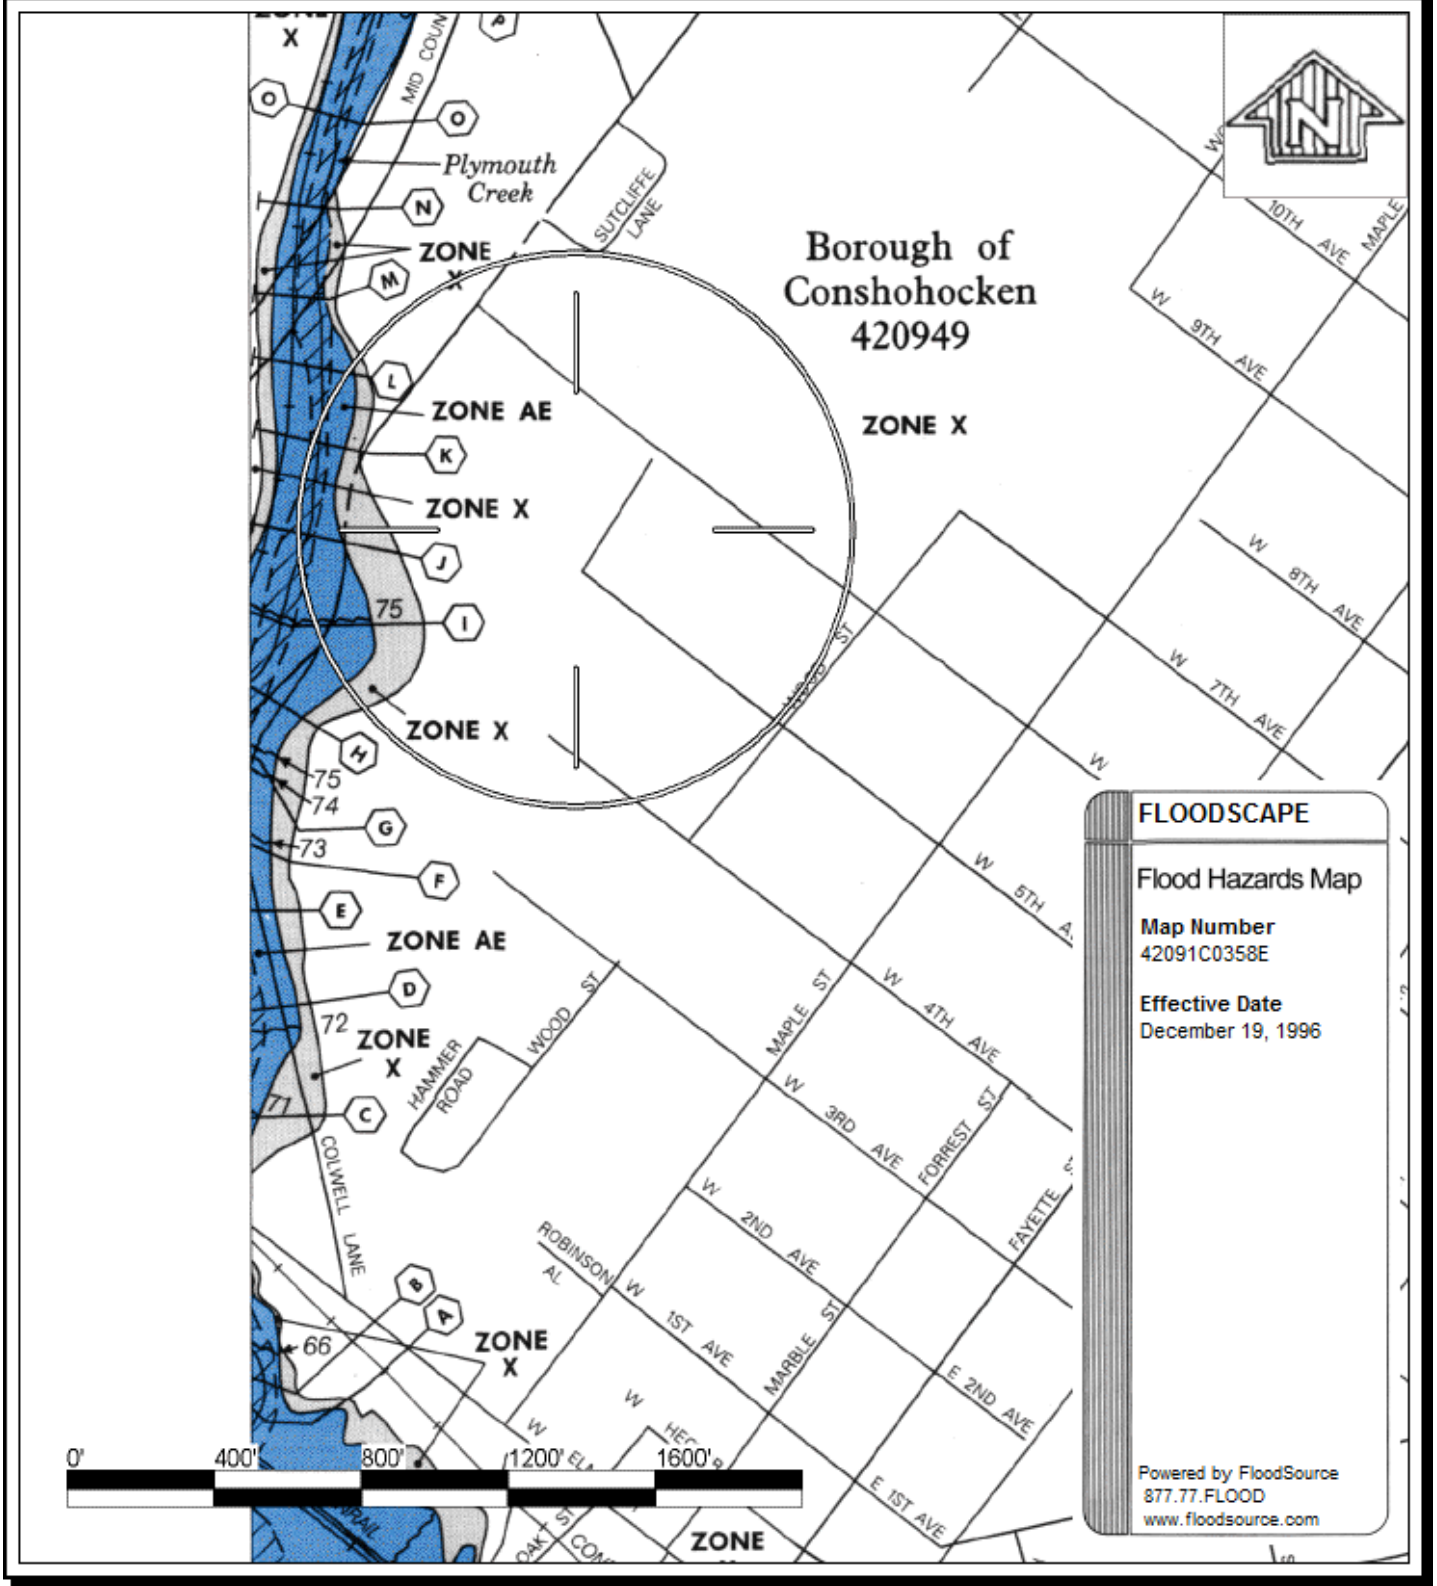 ZONE
X
MID COUN
P
O
O
Plymouth
Creek
N
SUTCLIFFE
LANE
ZONE
X
M
Borough of
Conshohocken
420949
N
10TH AVE
MAPLE
W 9TH AVE
L
ZONE AE
ZONE X
K
ZONE X
J
W 8TH AVE
75
I
WOOD ST
W 7TH AVE
ZONE X
H
75
74
G
73
F
W
W 5TH
E
ZONE AE
D
72
ZONE
X
71
C
COLWELL LANE
HAMMER
ROAD
WOOD ST
MAPLE ST
W 4TH AVE
W 3RD AVE
FORREST ST
FAYETTE
W 2ND AVE
ROBINSON
AL
W 1ST AVE
MARBLE ST
E 2ND AVE
B
A
66
ZONE
X
W
W
E 1ST AVE
OAK ST
ZONE
0' 400' 800' 1200' 1600'
FLOODSCAPE
Flood Hazards Map
Map Number
42091C0358E
Effective Date
December 19, 1996
Powered by FloodSource
877.77.FLOOD
www.floodsource.com